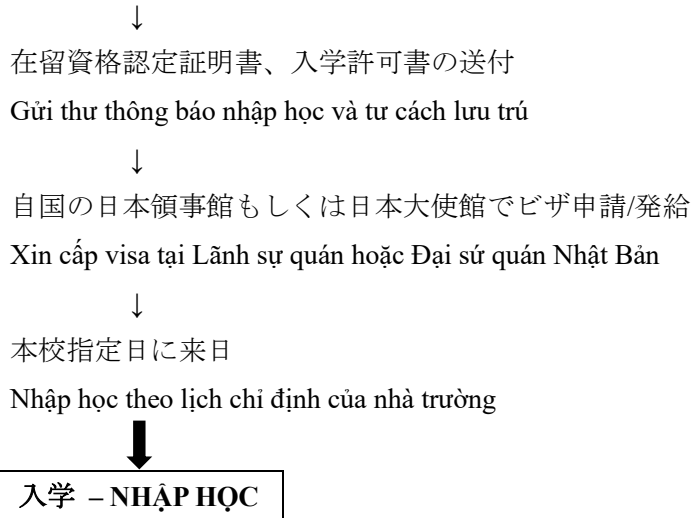 ↓
在留資格認定証明書、入学許可書の送付
Gửi thư thông báo nhập học và tư cách lưu trú
↓
自国の日本領事館もしくは日本大使館でビザ申請/発給
Xin cấp visa tại Lãnh sự quán hoặc Đại sứ quán Nhật Bản
↓
本校指定日に来日
Nhập học theo lịch chỉ định của nhà trường
入学 – NHẬP HỌC